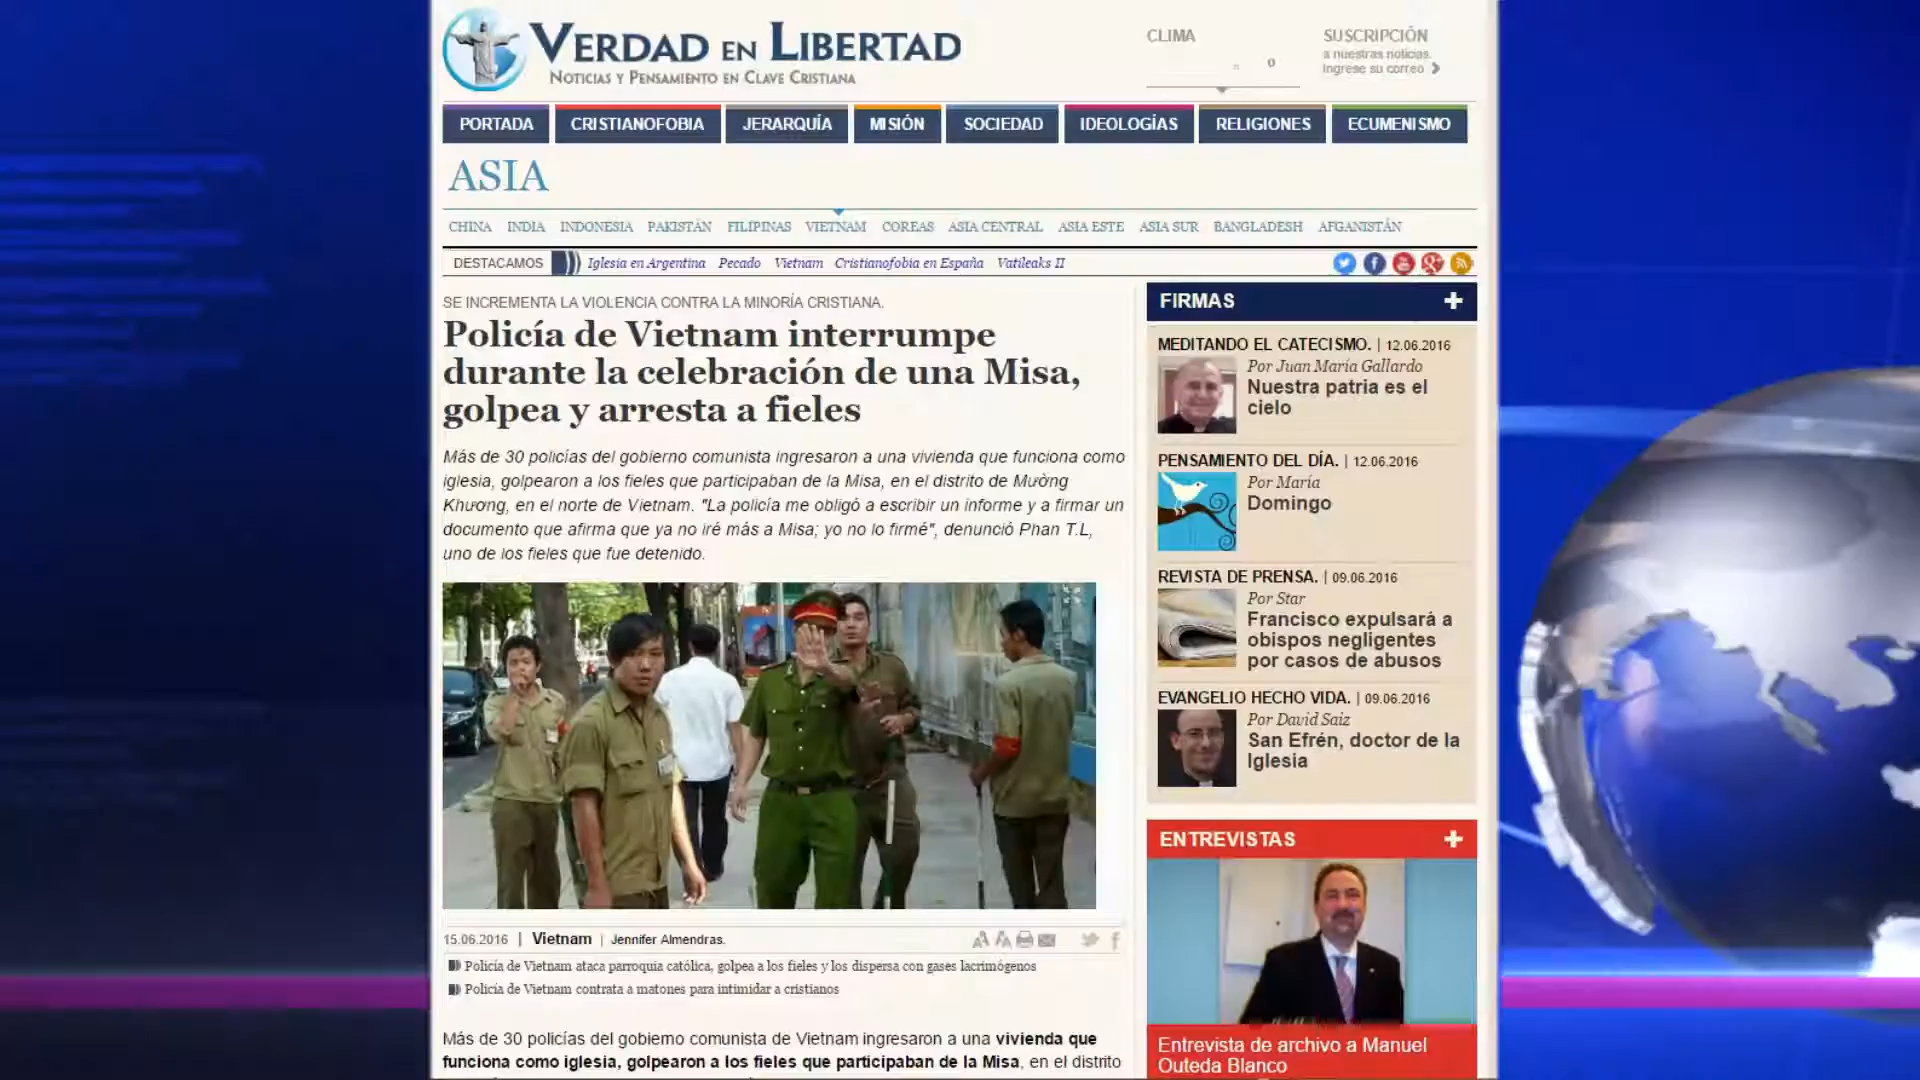 VERDAD EN LIBERTAD
NOTICIAS Y PENSAMIENTO EN CLAVE CRISTIANA
CLIMA
0
SUSCRIPCIÓN
a nuestras noticias.
Ingrese su correo
PORTADA CRISTIANOFOBIA JERARQUÍA MISIÓN SOCIEDAD IDEOLOGÍAS RELIGIONES ECUMENISMO
ASIA
CHINA INDIA INDONESIA PAKISTÁN FILIPINAS VIETNAM COREAS ASIA CENTRAL ASIA ESTE ASIA SUR BANGLADESH AFGANISTÁN
DESTACAMOS Iglesia en Argentina Pecado Vietnam Cristianofobia en España Vatileaks II
SE INCREMENTA LA VIOLENCIA CONTRA LA MINORÍA CRISTIANA.
Policía de Vietnam interrumpe
durante la celebración de una Misa,
golpea y arresta a fieles
Más de 30 policías del gobierno comunista ingresaron a una vivienda que funciona como
iglesia, golpearon a los fieles que participaban de la Misa, en el distrito de Mường
Khương, en el norte de Vietnam. "La policía me obligó a escribir un informe y a firmar un
documento que afirma que ya no iré más a Misa; yo no lo firmé", denunció Phan T.L,
uno de los fieles que fue detenido.
15.06.2016 | Vietnam | Jennifer Almendras.
Policía de Vietnam ataca parroquia católica, golpea a los fieles y los dispersa con gases lacrimógenos
Policía de Vietnam contrata a matones para intimidar a cristianos
Más de 30 policías del gobierno comunista de Vietnam ingresaron a una vivienda que
funciona como iglesia, golpearon a los fieles que participaban de la Misa, en el distrito
FIRMAS +
MEDITANDO EL CATECISMO. | 12.06.2016
Por Juan María Gallardo
Nuestra patria es el
cielo
PENSAMIENTO DEL DÍA. | 12.06.2016
Por María
Domingo
REVISTA DE PRENSA. | 09.06.2016
Por Star
Francisco expulsará a
obispos negligentes
por casos de abusos
EVANGELIO HECHO VIDA. | 09.06.2016
Por David Saiz
San Efrén, doctor de la
Iglesia
ENTREVISTAS +
Entrevista de archivo a Manuel
Outeda Blanco